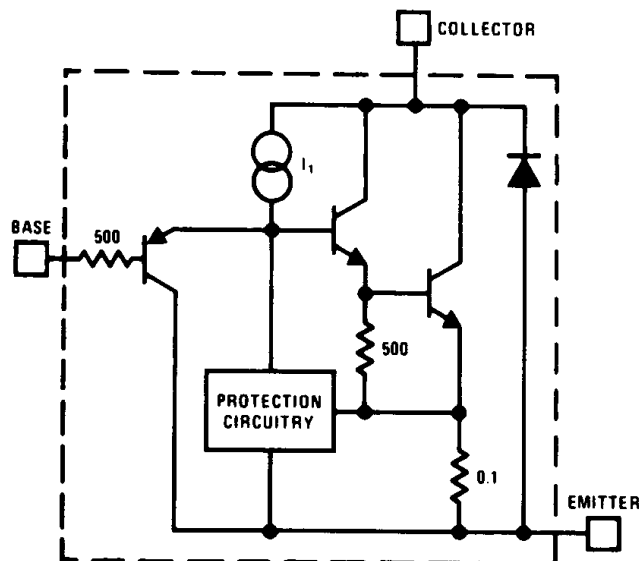 COLLECTOR
I₁
BASE
500
500
PROTECTION
CIRCUITRY
0.1
EMITTER